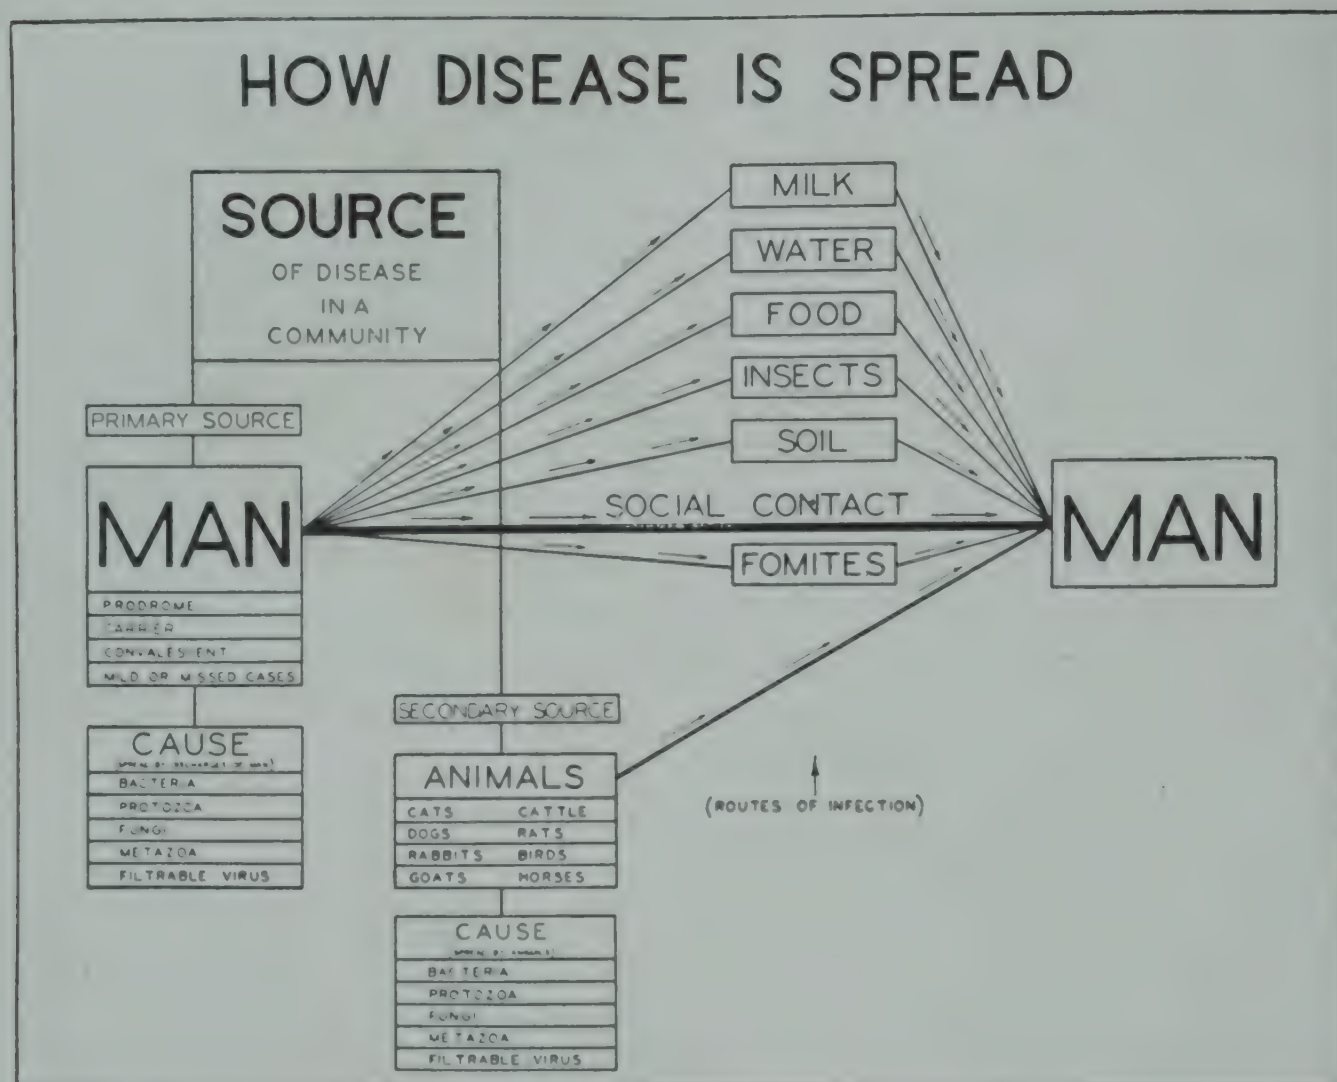 HOW DISEASE IS SPREAD
SOURCE
OF DISEASE
IN A
COMMUNITY
PRIMARY SOURCE
MAN
PRODROME
CARRIER
CONVALESENT
MILD OR MISSED CASES
CAUSE
BACTERIA
PROTOZOA
FUNGI
METAZOA
FILTRABLE VIRUS
SECONDARY SOURCE
ANIMALS
CATS CATTLE
DOGS RATS
RABBITS BIRDS
GOATS HORSES
CAUSE
BACTERIA
PROTOZOA
FUNGI
METAZOA
FILTRABLE VIRUS
MILK
WATER
FOOD
INSECTS
SOIL
SOCIAL CONTACT
FOMITES
(ROUTES OF INFECTION)
MAN